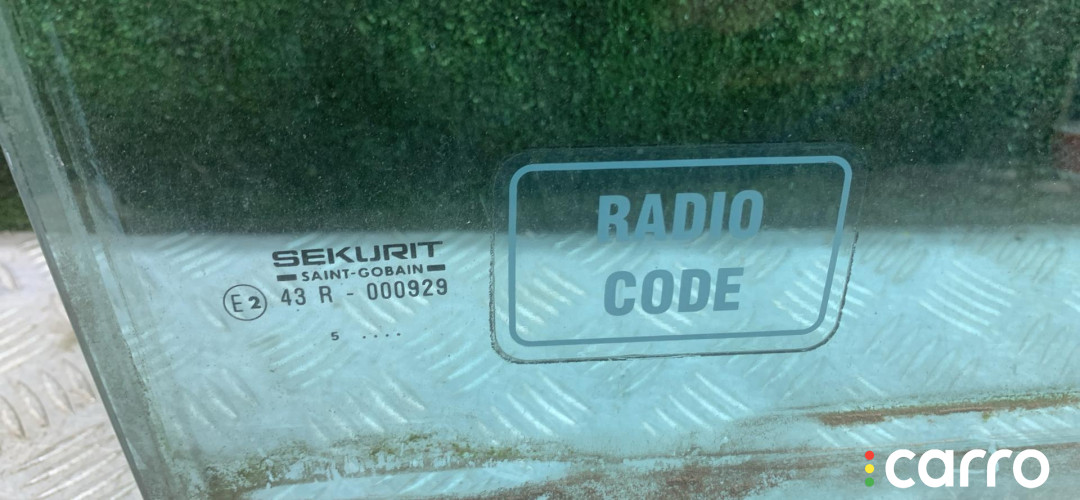 RADIO
CODE
SEKURIT
SAINT-GOBAIN
E2 43 R - 000929
5 ....
carro